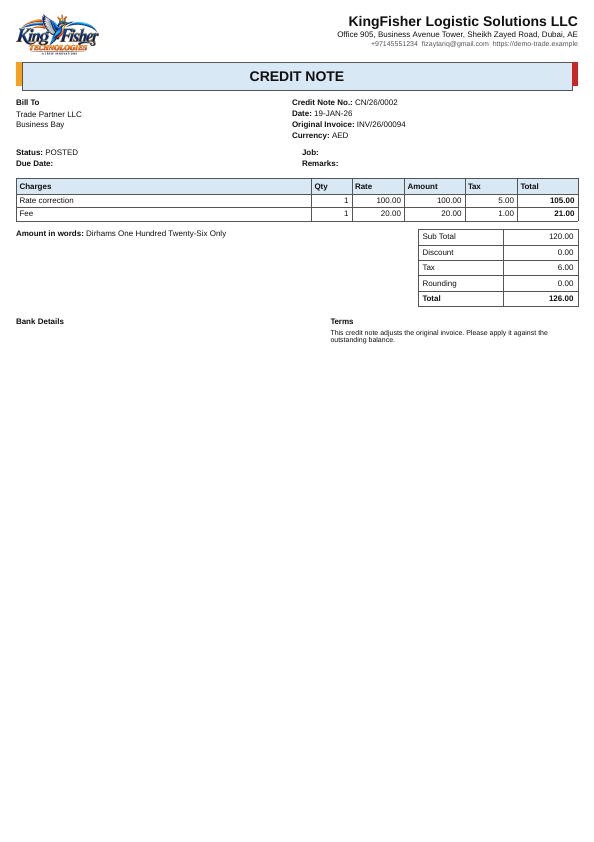 King Fisher
TECHNOLOGIES
KingFisher Logistic Solutions LLC
Office 905, Business Avenue Tower, Sheikh Zayed Road, Dubai, AE
+97145551234 fizaytariq@gmail.com https://demo-trade.example
CREDIT NOTE
Bill To
Trade Partner LLC
Business Bay
Credit Note No.: CN/26/0002
Date: 19-JAN-26
Original Invoice: INV/26/00094
Currency: AED
Status: POSTED
Due Date:
Job:
Remarks:
Charges Qty Rate Amount Tax Total
Rate correction 1 100.00 100.00 5.00 105.00
Fee 1 20.00 20.00 1.00 21.00
Amount in words: Dirhams One Hundred Twenty-Six Only
Sub Total 120.00
Discount 0.00
Tax 6.00
Rounding 0.00
Total 126.00
Bank Details
Terms
This credit note adjusts the original invoice. Please apply it against the
outstanding balance.